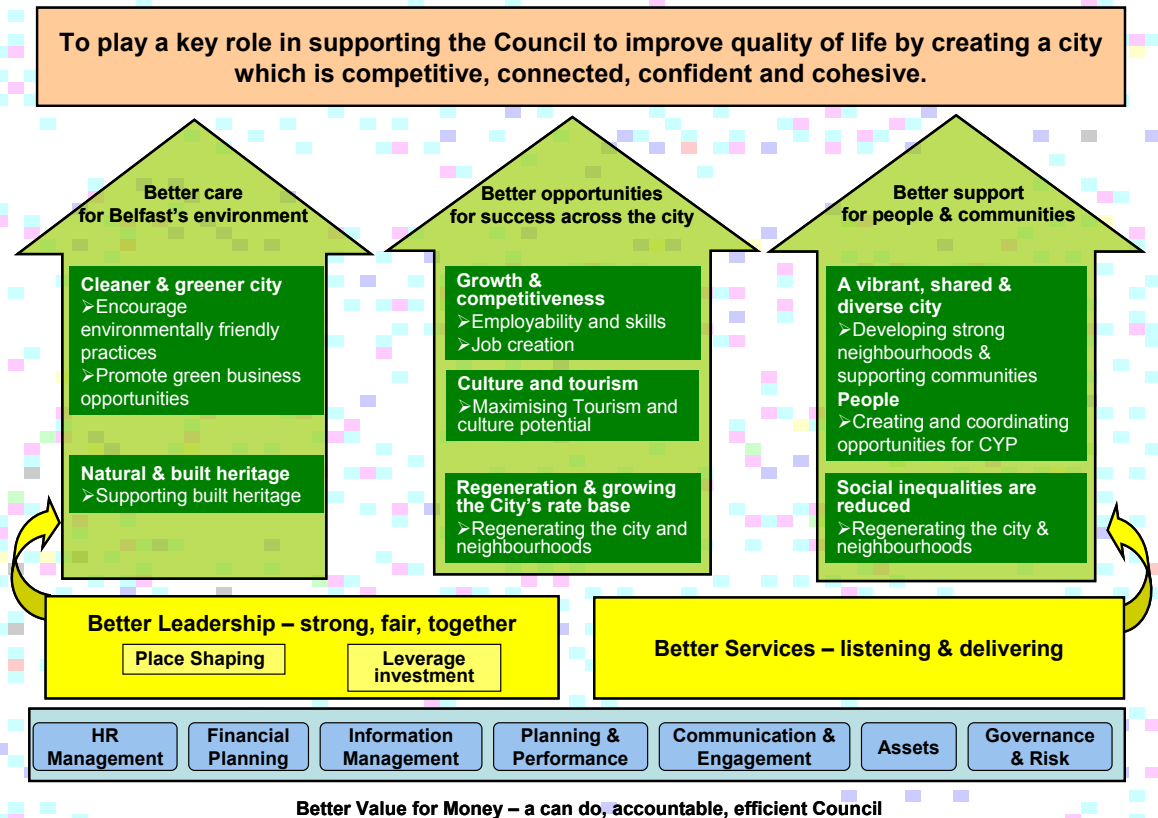 To play a key role in supporting the Council to improve quality of life by creating a city
which is competitive, connected, confident and cohesive.
Better care
for Belfast's environment
Cleaner & greener city
➢Encourage
environmentally friendly
practices
➢Promote green business
opportunities
Natural & built heritage
➢Supporting built heritage
Better opportunities
for success across the city
Growth &
competitiveness
➢Employability and skills
➢Job creation
Culture and tourism
➢Maximising Tourism and
culture potential
Regeneration & growing
the City's rate base
➢Regenerating the city and
neighbourhoods
Better support
for people & communities
A vibrant, shared &
diverse city
➢Developing strong
neighbourhoods &
supporting communities
People
➢Creating and coordinating
opportunities for CYP
Social inequalities are
reduced
➢Regenerating the city &
neighbourhoods
Better Leadership – strong, fair, together
Place Shaping
Leverage
investment
Better Services – listening & delivering
HR
Management
Financial
Planning
Information
Management
Planning &
Performance
Communication &
Engagement
Assets
Governance
& Risk
Better Value for Money – a can do, accountable, efficient Council